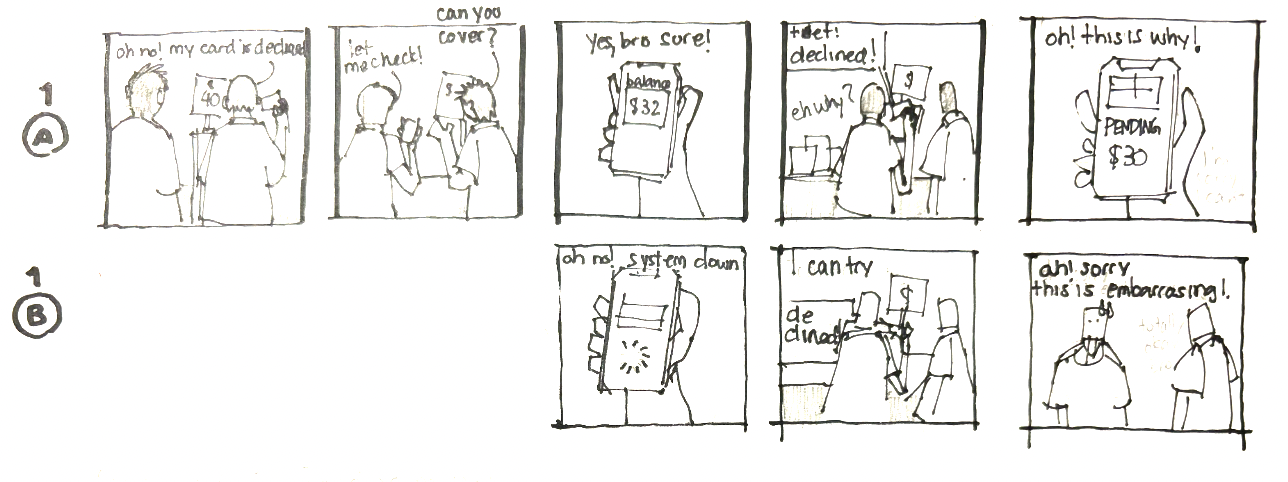 can you
cover?
oh no! my card is declined
let
me check!
yes, bro sure!
declined!
oh! this is why!
1
A
$
40
$
balance
$32
eh why?
$
PENDING
$30
1
B
oh no! system down
I can try
ah! sorry
this is embarrasing!
$
de
clined!